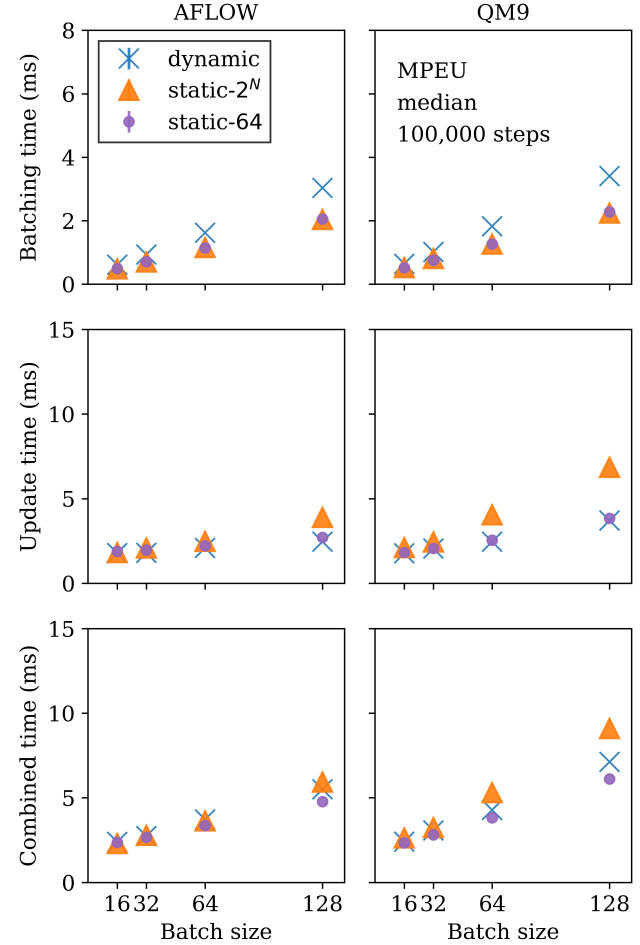 AFLOW
QM9
8
6
4
2
0
Batching time (ms)
dynamic
static-2^N
static-64
MPEU
median
100,000 steps
15
10
5
0
Update time (ms)
15
10
5
0
Combined time (ms)
16 32 64 128
Batch size
16 32 64 128
Batch size